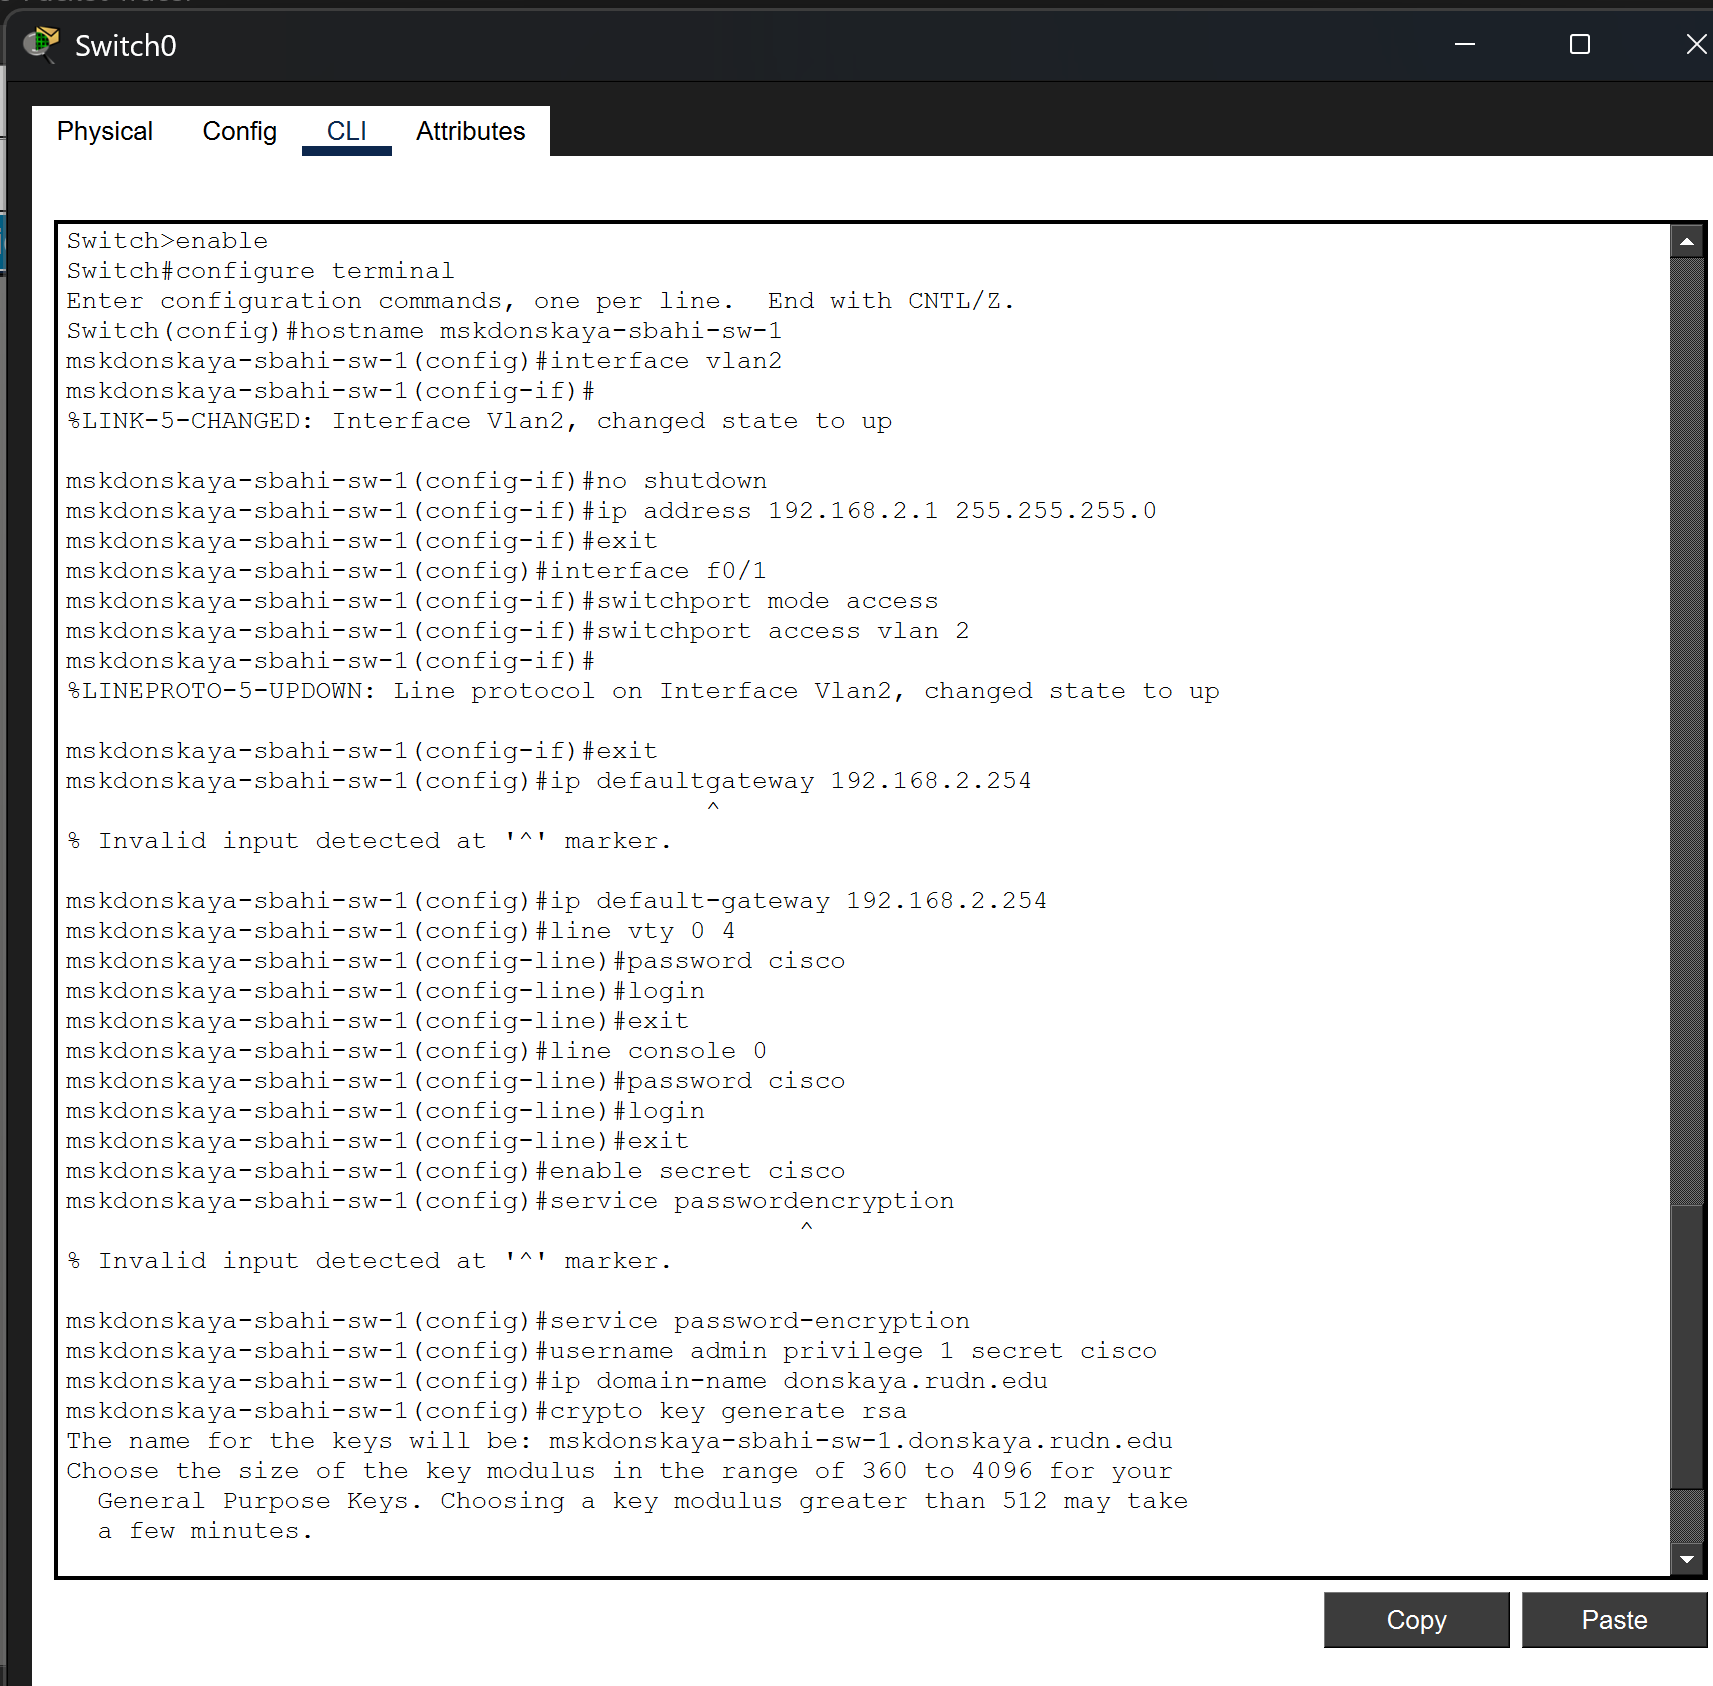 Switch0
Physical Config CLI Attributes
Switch>enable
Switch#configure terminal
Enter configuration commands, one per line.  End with CNTL/Z.
Switch(config)#hostname mskdonskaya-sbahi-sw-1
mskdonskaya-sbahi-sw-1(config)#interface vlan2
mskdonskaya-sbahi-sw-1(config-if)#
%LINK-5-CHANGED: Interface Vlan2, changed state to up
mskdonskaya-sbahi-sw-1(config-if)#no shutdown
mskdonskaya-sbahi-sw-1(config-if)#ip address 192.168.2.1 255.255.255.0
mskdonskaya-sbahi-sw-1(config-if)#exit
mskdonskaya-sbahi-sw-1(config)#interface f0/1
mskdonskaya-sbahi-sw-1(config-if)#switchport mode access
mskdonskaya-sbahi-sw-1(config-if)#switchport access vlan 2
mskdonskaya-sbahi-sw-1(config-if)#
%LINEPROTO-5-UPDOWN: Line protocol on Interface Vlan2, changed state to up
mskdonskaya-sbahi-sw-1(config-if)#exit
mskdonskaya-sbahi-sw-1(config)#ip defaultgateway 192.168.2.254
^
% Invalid input detected at '^' marker.
mskdonskaya-sbahi-sw-1(config)#ip default-gateway 192.168.2.254
mskdonskaya-sbahi-sw-1(config)#line vty 0 4
mskdonskaya-sbahi-sw-1(config-line)#password cisco
mskdonskaya-sbahi-sw-1(config-line)#login
mskdonskaya-sbahi-sw-1(config-line)#exit
mskdonskaya-sbahi-sw-1(config)#line console 0
mskdonskaya-sbahi-sw-1(config-line)#password cisco
mskdonskaya-sbahi-sw-1(config-line)#login
mskdonskaya-sbahi-sw-1(config-line)#exit
mskdonskaya-sbahi-sw-1(config)#enable secret cisco
mskdonskaya-sbahi-sw-1(config)#service passwordencryption
^
% Invalid input detected at '^' marker.
mskdonskaya-sbahi-sw-1(config)#service password-encryption
mskdonskaya-sbahi-sw-1(config)#username admin privilege 1 secret cisco
mskdonskaya-sbahi-sw-1(config)#ip domain-name donskaya.rudn.edu
mskdonskaya-sbahi-sw-1(config)#crypto key generate rsa
The name for the keys will be: mskdonskaya-sbahi-sw-1.donskaya.rudn.edu
Choose the size of the key modulus in the range of 360 to 4096 for your
General Purpose Keys. Choosing a key modulus greater than 512 may take
a few minutes.
Copy Paste